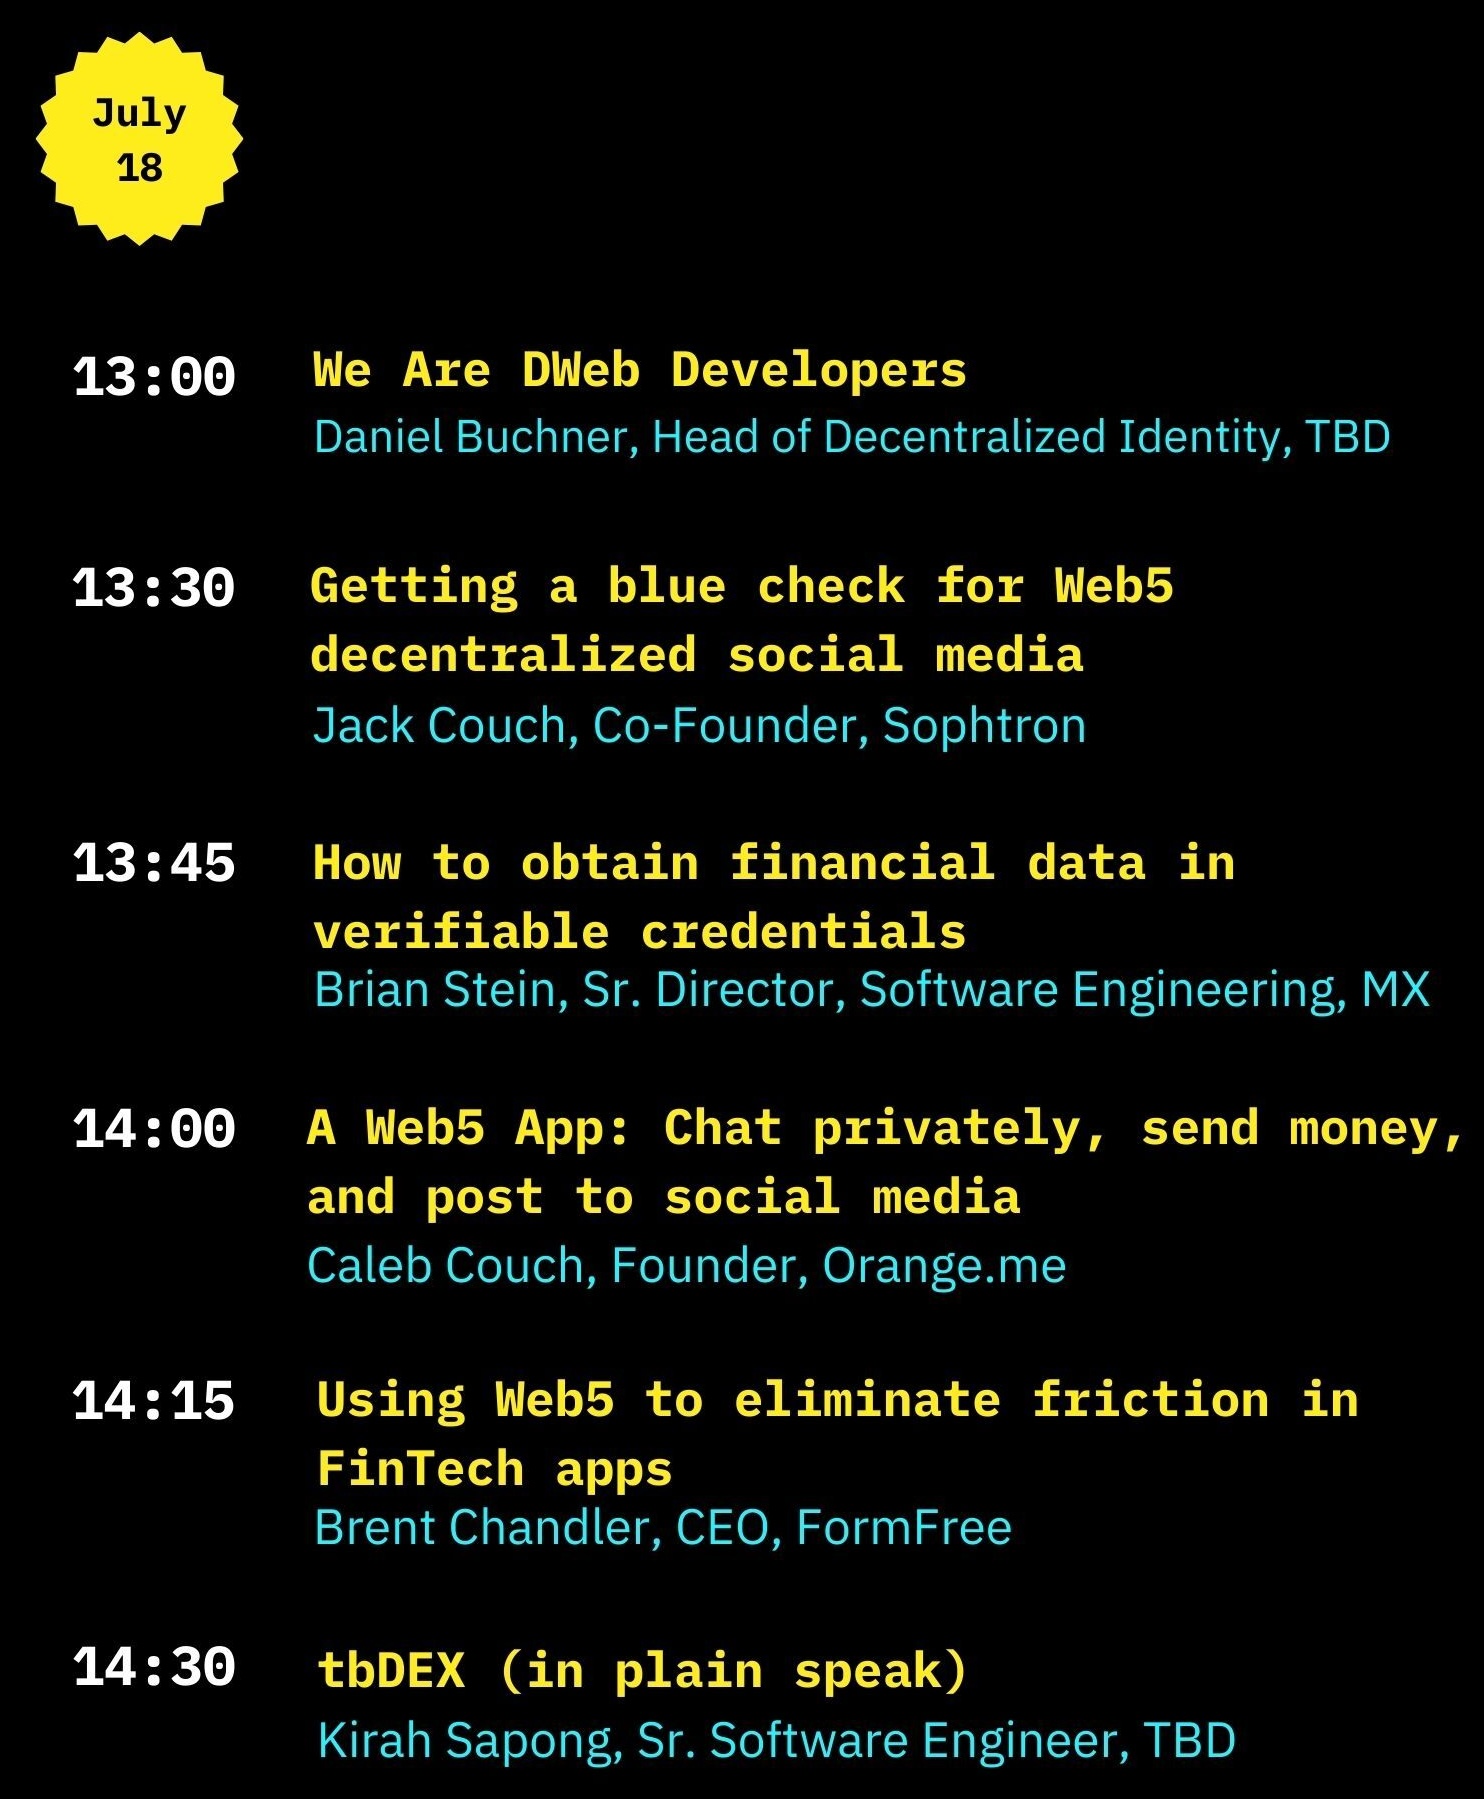 July
18
13:00
We Are DWeb Developers
Daniel Buchner, Head of Decentralized Identity, TBD
13:30
Getting a blue check for Web5
decentralized social media
Jack Couch, Co-Founder, Sophtron
13:45
How to obtain financial data in
verifiable credentials
Brian Stein, Sr. Director, Software Engineering, MX
14:00
A Web5 App: Chat privately, send money,
and post to social media
Caleb Couch, Founder, Orange.me
14:15
Using Web5 to eliminate friction in
FinTech apps
Brent Chandler, CEO, FormFree
14:30
tbDEX (in plain speak)
Kirah Sapong, Sr. Software Engineer, TBD